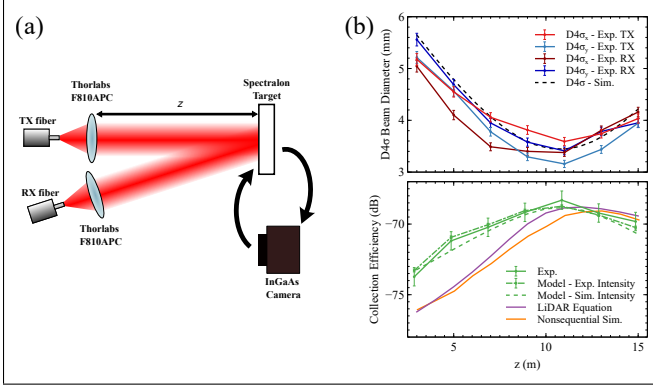 (a)
Thorlabs
F810APC
z
Spectralon
Target
TX fiber
RX fiber
Thorlabs
F810APC
InGaAs
Camera
(b)
D4σ Beam Diameter (mm)
6
5
4
3
D4σₓ - Exp. TX
D4σᵧ - Exp. TX
D4σₓ - Exp. RX
D4σᵧ - Exp. RX
D4σ - Sim.
Collection Efficiency (dB)
−70
−75
Exp.
Model - Exp. Intensity
Model - Sim. Intensity
LiDAR Equation
Nonsequential Sim.
5
10
15
z (m)